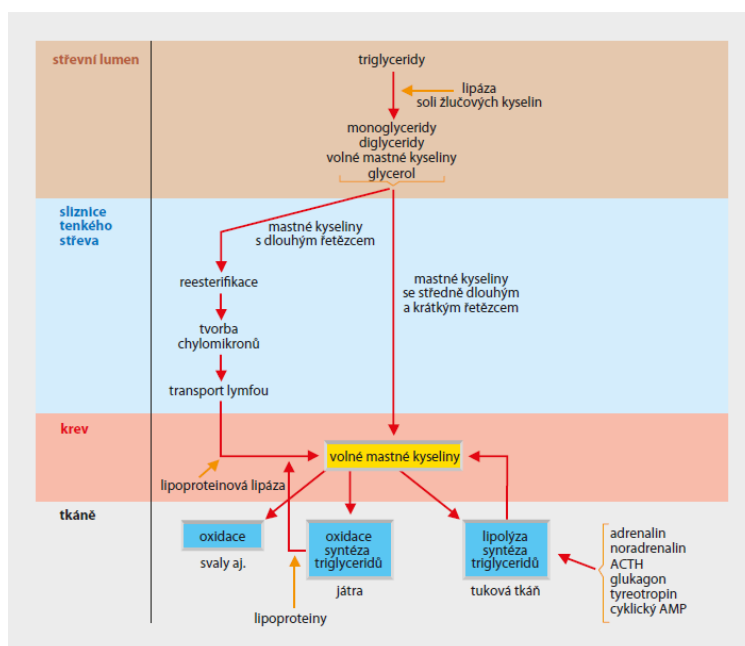 střevní lumen
triglyceridy
lipáza
soli žlučových kyselin
monoglyceridy
diglyceridy
volné mastné kyseliny
glycerol
sliznice
tenkého
střeva
mastné kyseliny
s dlouhým řetězcem
reesterifikace
mastné kyseliny
se středně dlouhým
a krátkým řetězcem
tvorba
chylomikronů
transport lymfou
krev
volné mastné kyseliny
lipoproteinová lipáza
tkáně
oxidace
svaly aj.
oxidace
syntéza
triglyceridů
játra
lipoproteiny
lipolýza
syntéza
triglyceridů
tuková tkáň
adrenalin
noradrenalin
ACTH
glukagon
tyreotropin
cyklický AMP